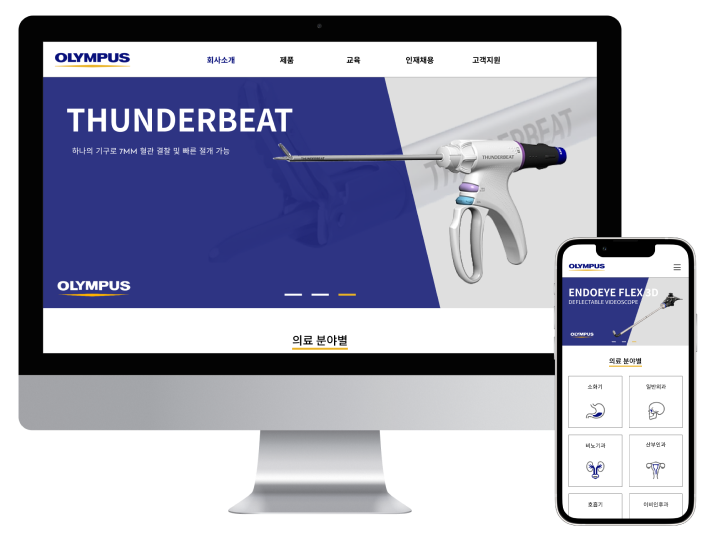 OLYMPUS
회사소개 제품 교육 인재채용 고객지원
THUNDERBEAT
하나의 기구로 7MM 혈관 결찰 및 빠른 절개 가능
THUNDERBEAT
THUNDERBEAT
THUNDERBEAT
OLYMPUS
의료 분야별
OLYMPUS
ENDOEYE FLEX 3D
DEFLECTABLE VIDEOSCOPE
OLYMPUS
의료 분야별
소화기 일반외과
비뇨기과 산부인과
호흡기 이비인후과